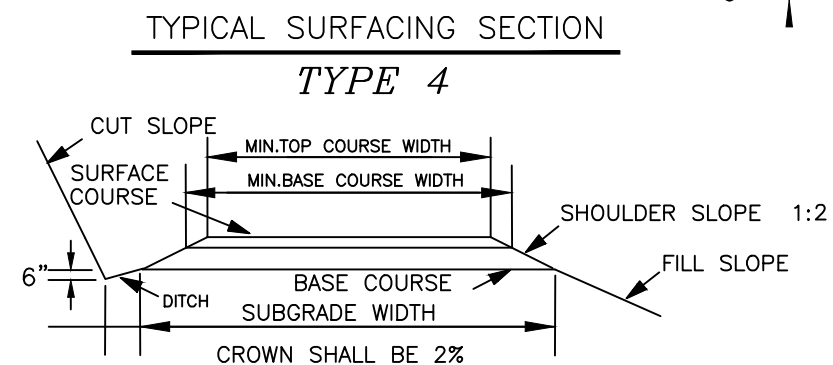 TYPICAL SURFACING SECTION
TYPE 4
CUT SLOPE
MIN.TOP COURSE WIDTH
SURFACE
COURSE
MIN.BASE COURSE WIDTH
SHOULDER SLOPE 1:2
6"
DITCH
BASE COURSE
FILL SLOPE
SUBGRADE WIDTH
CROWN SHALL BE 2%